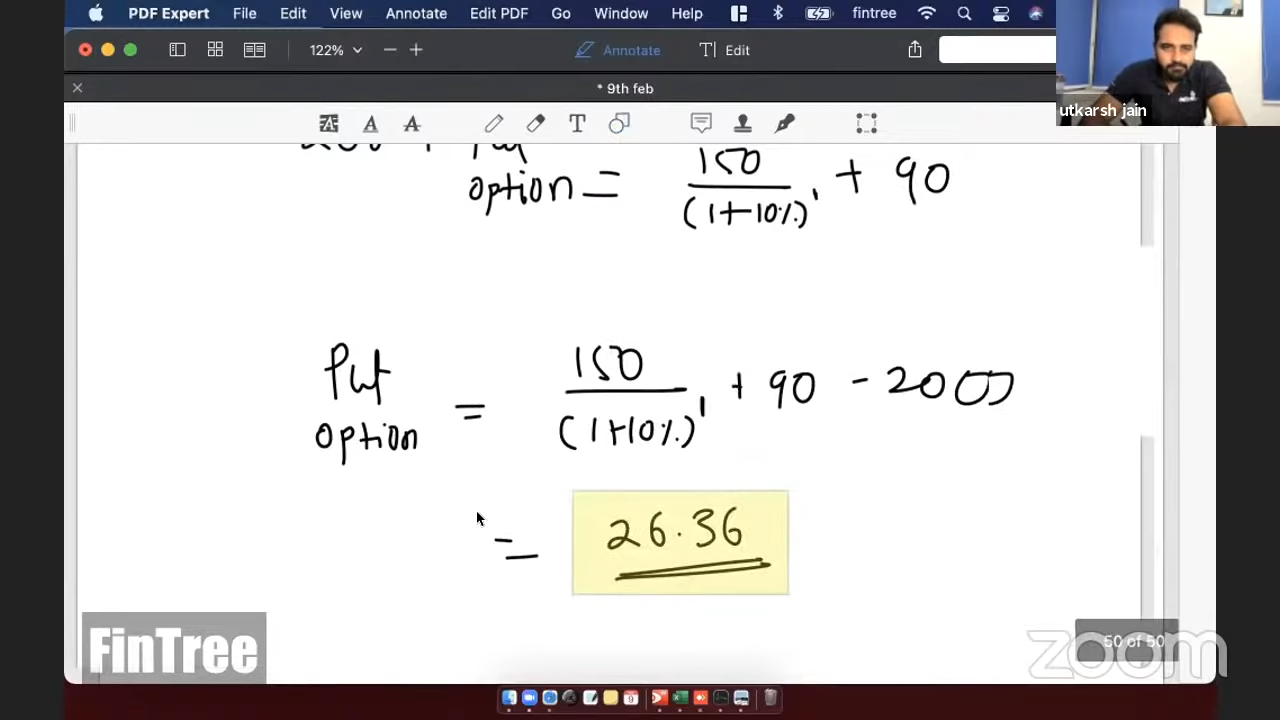 PDF Expert File Edit View Annotate Edit PDF Go Window Help fintree
122% Annotate T| Edit
* 9th feb
utkarsh jain
option = 150 / (1+10%)¹ + 90
Put option = 150 / (1+10%)¹ + 90 - 200
= 26.36
FinTree
50 of 50
zoom